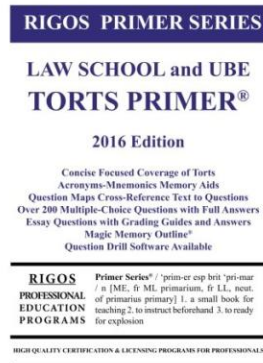 RIGOS PRIMER SERIES
LAW SCHOOL and UBE
TORTS PRIMER®
2016 Edition
Concise Focused Coverage of Torts
Acronyms-Mnemonics Memory Aids
Question Maps Cross-Reference Text to Questions
Over 200 Multiple-Choice Questions with Full Answers
Essay Questions with Grading Guides and Answers
Magic Memory Outline®
Question Drill Software Available
RIGOS
PROFESSIONAL
EDUCATION
PROGRAMS
Primer Series® / ‘prim-er esp brit ‘pri-mar
/ n [ME, fr ML primarium, fr LL, neut.
of primarius primary] 1. a small book for
teaching 2. to instruct beforehand 3. to ready
for explosion
HIGH QUALITY CERTIFICATION & LICENSING PROGRAMS FOR PROFESSIONALS